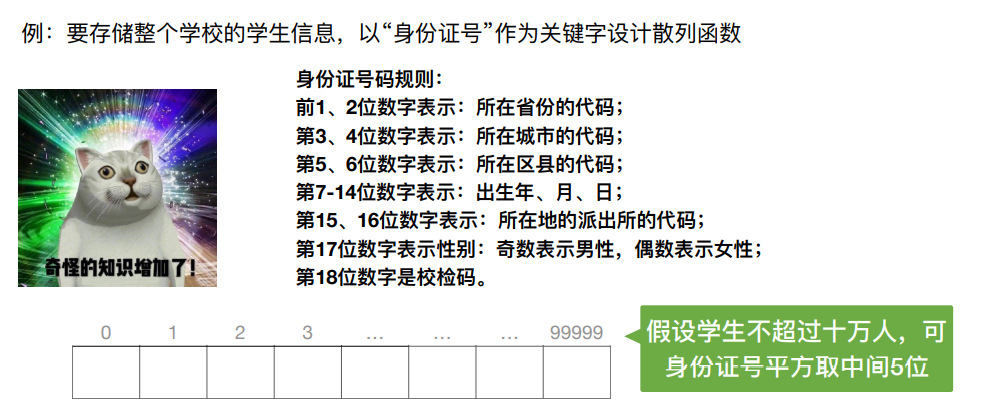 例：要存储整个学校的学生信息，以“身份证号”作为关键字设计散列函数
身份证号码规则：
前1、2位数字表示：所在省份的代码；
第3、4位数字表示：所在城市的代码；
第5、6位数字表示：所在区县的代码；
第7-14位数字表示：出生年、月、日；
第15、16位数字表示：所在地的派出所的代码；
第17位数字表示性别：奇数表示男性，偶数表示女性；
第18位数字是校检码。
奇怪的知识增加了！
0 1 2 3 ... ... ... 99999
假设学生不超过十万人，可
身份证号平方取中间5位